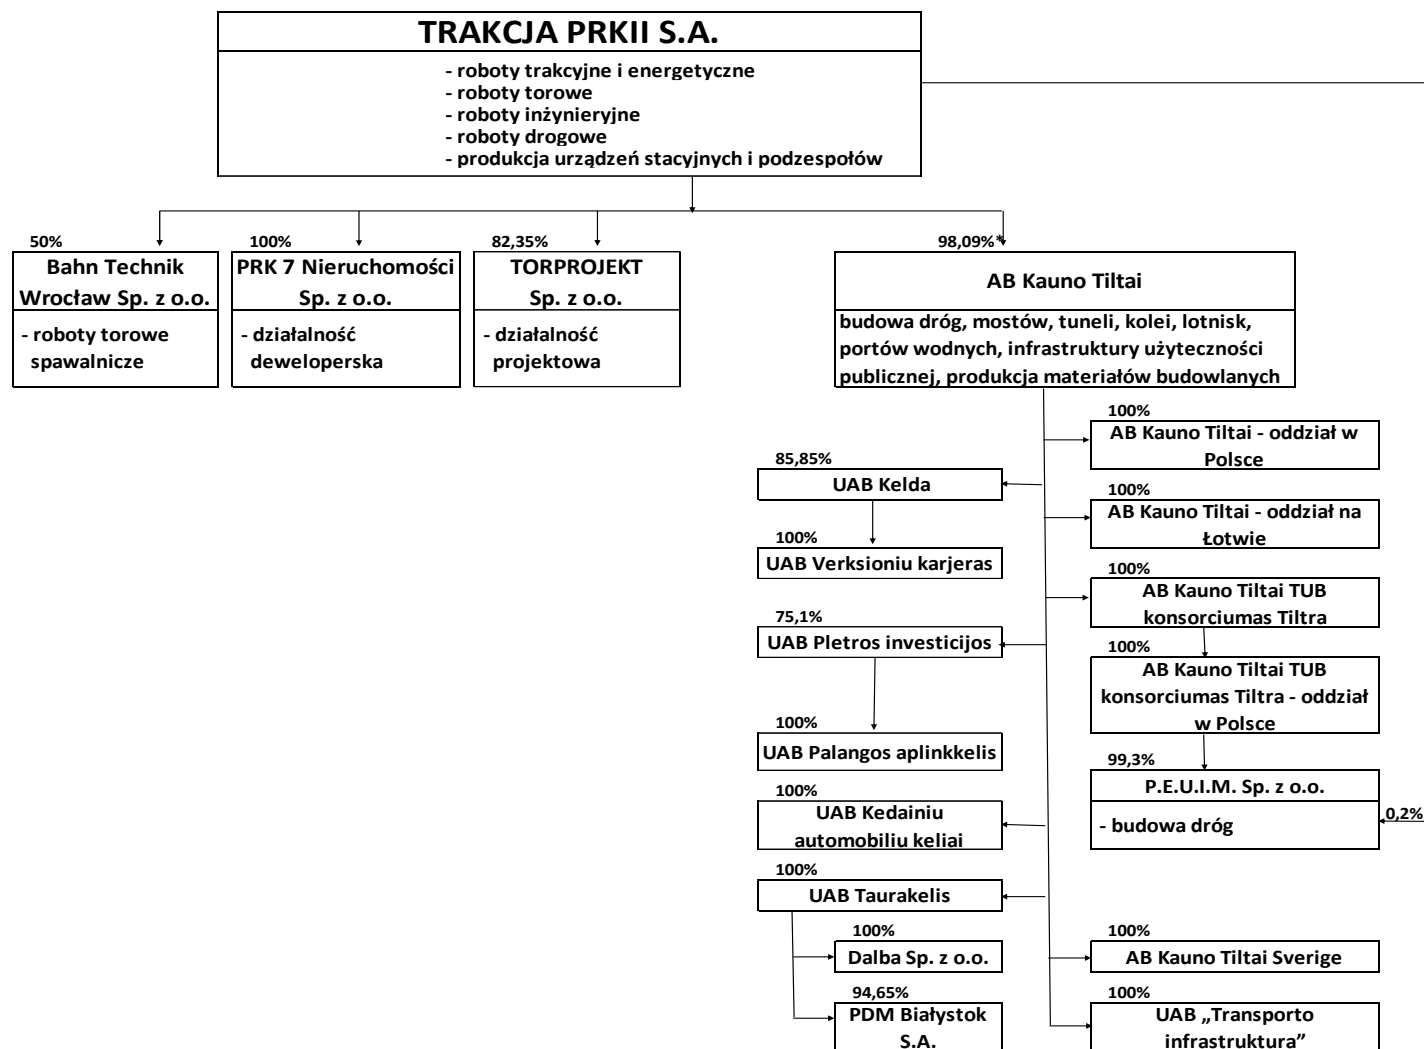 TRAKCJA PRKII S.A.
- roboty trakcyjne i energetyczne
- roboty torowe
- roboty inżynieryjne
- roboty drogowe
- produkcja urządzeń stacyjnych i podzespołów
50%
Bahn Technik
Wrocław Sp. z o.o.
- roboty torowe
spawalnicze
100%
PRK 7 Nieruchomości
Sp. z o.o.
- działalność
deweloperska
82,35%
TORPROJEKT
Sp. z o.o.
- działalność
projektowa
98,09%*
AB Kauno Tiltai
budowa dróg, mostów, tuneli, kolei, lotnisk,
portów wodnych, infrastruktury użyteczności
publicznej, produkcja materiałów budowlanych
85,85%
UAB Kelda
100%
UAB Verksioniu karjeras
75,1%
UAB Pletros investicijos
100%
UAB Palangos aplinkkelis
100%
UAB Kedainiu
automobiliu keliai
100%
UAB Taurakelis
100%
Dalba Sp. z o.o.
94,65%
PDM Białystok
S.A.
100%
AB Kauno Tiltai - oddział w
Polsce
100%
AB Kauno Tiltai - oddział na
Łotwie
100%
AB Kauno Tiltai TUB
konsorciumas Tiltra
100%
AB Kauno Tiltai TUB
konsorciumas Tiltra - oddział
w Polsce
99,3%
P.E.U.I.M. Sp. z o.o.
- budowa dróg
0,2%
100%
AB Kauno Tiltai Sverige
100%
UAB „Transporto
infrastruktura”